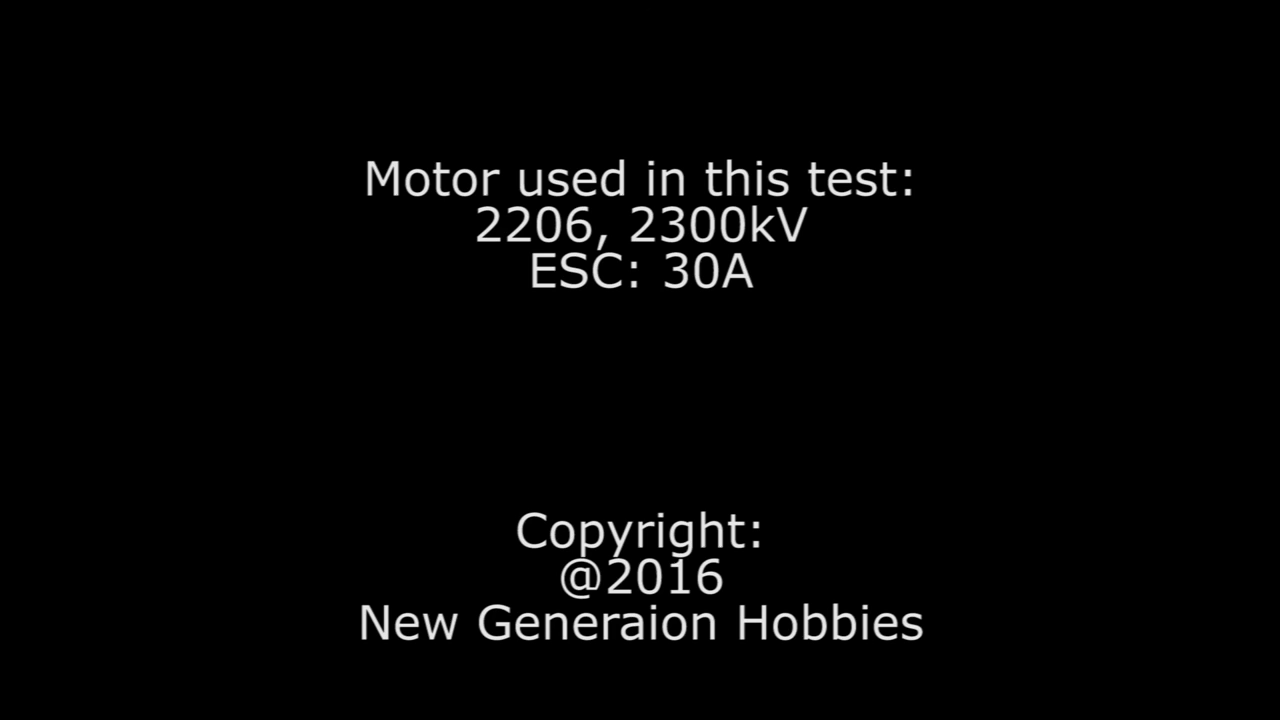 Motor used in this test:
2206, 2300kV
ESC: 30A
Copyright:
@2016
New Generaion Hobbies